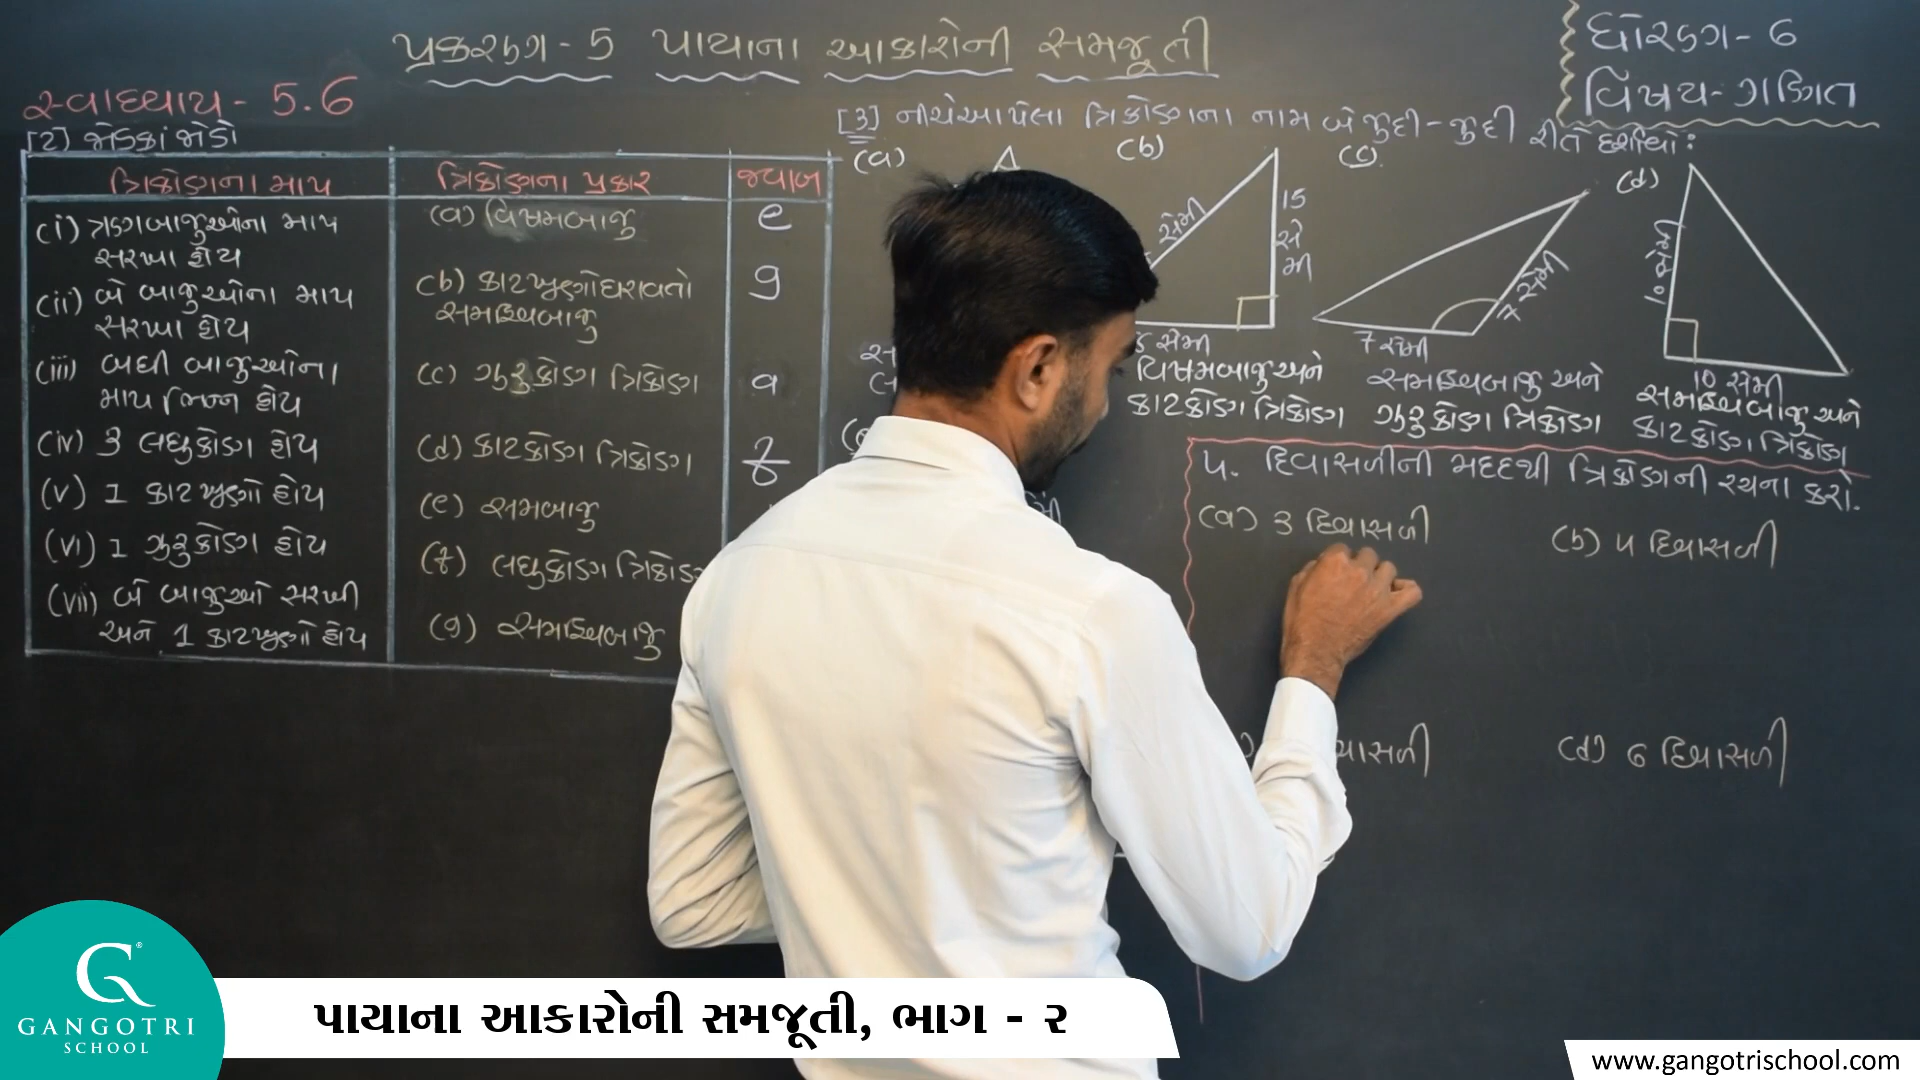 પ્રકરણ - 5 પાયાના આકારોની સમજૂતી
ધોરણ - 6
વિષય - ગણિત
સ્વાધ્યાય - 5.6
[2] જોડકાં જોડો
ત્રિકોણના માપ
ત્રિકોણના પ્રકાર
જવાબ
(i) ત્રણબાજુઓના માપ
સરખા હોય
(ii) બે બાજુઓના માપ
સરખા હોય
(iii) બધી બાજુઓના
માપ ભિન્ન હોય
(iv) 3 લઘુકોણ હોય
(v) 1 કાટખૂણો હોય
(vi) 1 ગુરુકોણ હોય
(vii) બે બાજુઓ સરખી
અને 1 કાટખૂણો હોય
(a) વિષમબાજુ
(b) કાટખૂણોધરાવતો
સમદ્વિબાજુ
(c) ગુરુકોણ ત્રિકોણ
(d) કાટકોણ ત્રિકોણ
(e) સમબાજુ
(f) લઘુકોણ ત્રિકોણ
(g) સમદ્વિબાજુ
e
g
a
f
[3] નીચેઆપેલા ત્રિકોણના નામ બે જુદી - જુદી રીતે દર્શાવો :
(a)
(b)
સેમી
15
સે
મી
સેમી
વિષમબાજુ અને
કાટકોણ ત્રિકોણ
(c)
7 સેમી
7 સેમી
સમદ્વિબાજુ અને
ગુરુકોણ ત્રિકોણ
(d)
10 સેમી
10 સેમી
સમદ્વિબાજુ અને
કાટકોણ ત્રિકોણ
૫. દિવાસળીની મદદથી ત્રિકોણની રચના કરો.
(a) 3 દિવાસળી
(b) ૫ દિવાસળી
(d) ૬ દિવાસળી
GANGOTRI
SCHOOL
પાયાના આકારોની સમજૂતી, ભાગ - ૨
www.gangotrischool.com